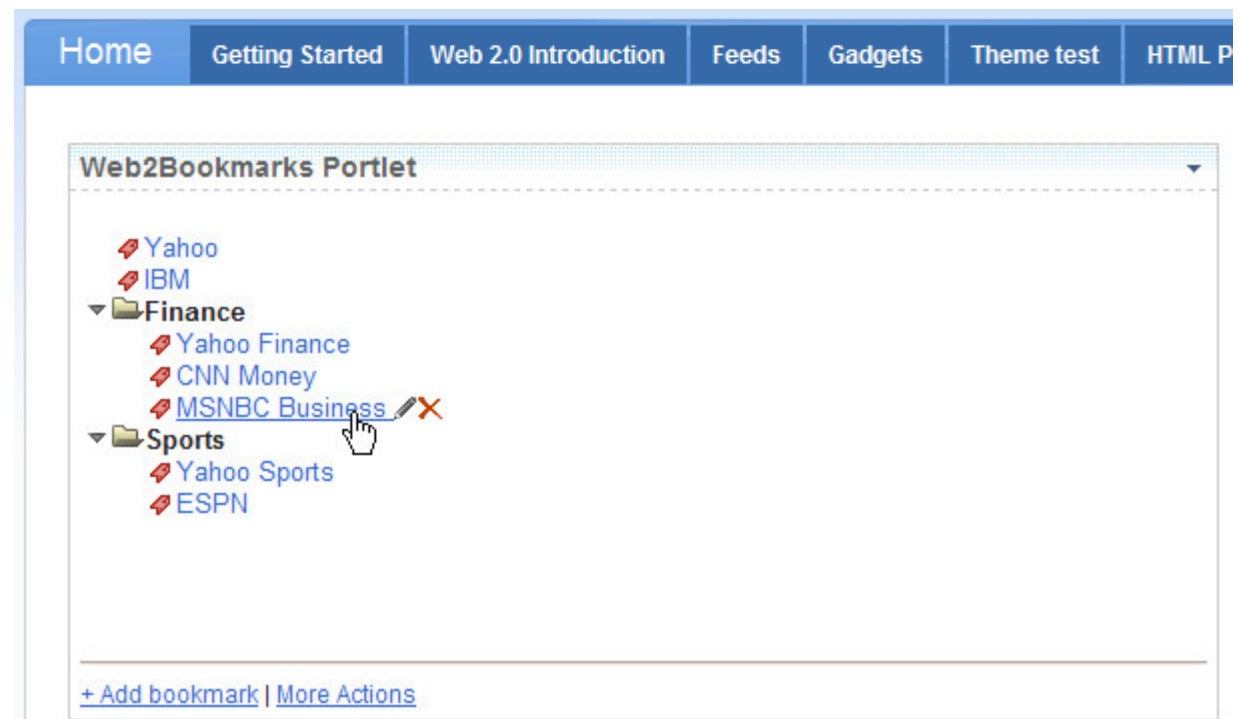 Home Getting Started Web 2.0 Introduction Feeds Gadgets Theme test HTML P
Web2Bookmarks Portlet
Yahoo
IBM
Finance
Yahoo Finance
CNN Money
MSNBC Business
Sports
Yahoo Sports
ESPN
+ Add bookmark | More Actions